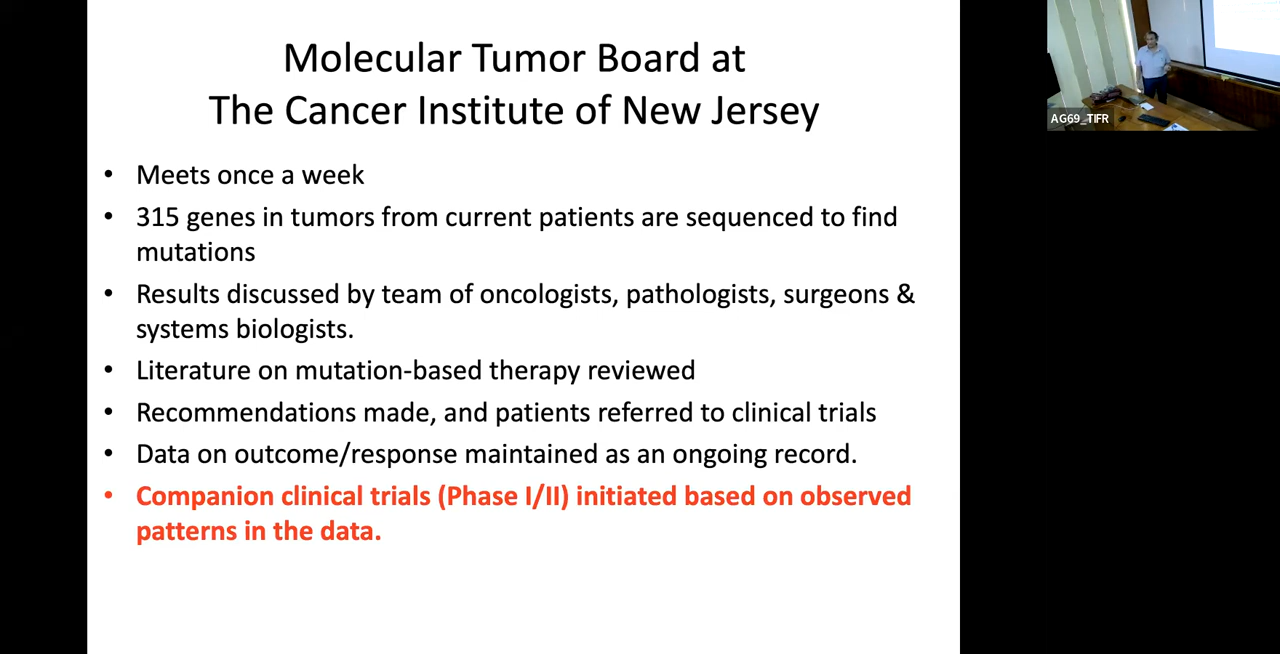 Molecular Tumor Board at
The Cancer Institute of New Jersey
• Meets once a week
• 315 genes in tumors from current patients are sequenced to find
mutations
• Results discussed by team of oncologists, pathologists, surgeons &
systems biologists.
• Literature on mutation-based therapy reviewed
• Recommendations made, and patients referred to clinical trials
• Data on outcome/response maintained as an ongoing record.
• Companion clinical trials (Phase I/II) initiated based on observed
patterns in the data.
AG69_TIFR